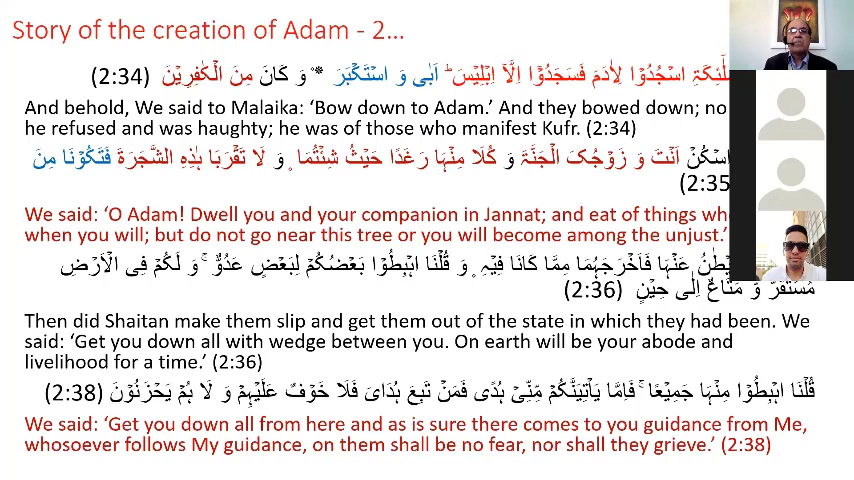 Story of the creation of Adam - 2…
اسۡجُدُوۡا لِاٰدَمَ فَسَجَدُوۡۤا اِلَّاۤ اِبۡلِیۡسَ ؕ اَبٰی وَ اسۡتَکۡبَرَ ٭۫ وَ کَانَ مِنَ الۡکٰفِرِیۡنَ (2:34)
And behold, We said to Malaika: ‘Bow down to Adam.’ And they bowed down; no
he refused and was haughty; he was of those who manifest Kufr. (2:34)
اسۡکُنۡ اَنۡتَ وَ زَوۡجُکَ الۡجَنَّۃَ وَ کُلَا مِنۡہَا رَغَدًا حَیۡثُ شِئۡتُمَا ۪ وَ لَا تَقۡرَبَا ہٰذِہِ الشَّجَرَۃَ فَتَکُوۡنَا مِنَ
(2:35
We said: ‘O Adam! Dwell you and your companion in Jannat; and eat of things wh
when you will; but do not go near this tree or you will become among the unjust.’
عَنۡہَا فَاَخۡرَجَہُمَا مِمَّا کَانَا فِیۡہِ ۪ وَ قُلۡنَا اہۡبِطُوۡا بَعۡضُکُمۡ لِبَعۡضٍ عَدُوٌّ ۚ وَ لَکُمۡ فِی الۡاَرۡضِ
مُسۡتَقَرٌّ وَّ مَتَاعٌ اِلٰی حِیۡنٍ (2:36)
Then did Shaitan make them slip and get them out of the state in which they had been. We
said: ‘Get you down all with wedge between you. On earth will be your abode and
livelihood for a time.’ (2:36)
قُلۡنَا اہۡبِطُوۡا مِنۡہَا جَمِیۡعًا ۚ فَاِمَّا یَاۡتِیَنَّکُمۡ مِّنِّیۡ ہُدًی فَمَنۡ تَبِعَ ہُدَایَ فَلَا خَوۡفٌ عَلَیۡہِمۡ وَ لَا ہُمۡ یَحۡزَنُوۡنَ (2:38)
We said: ‘Get you down all from here and as is sure there comes to you guidance from Me,
whosoever follows My guidance, on them shall be no fear, nor shall they grieve.’ (2:38)